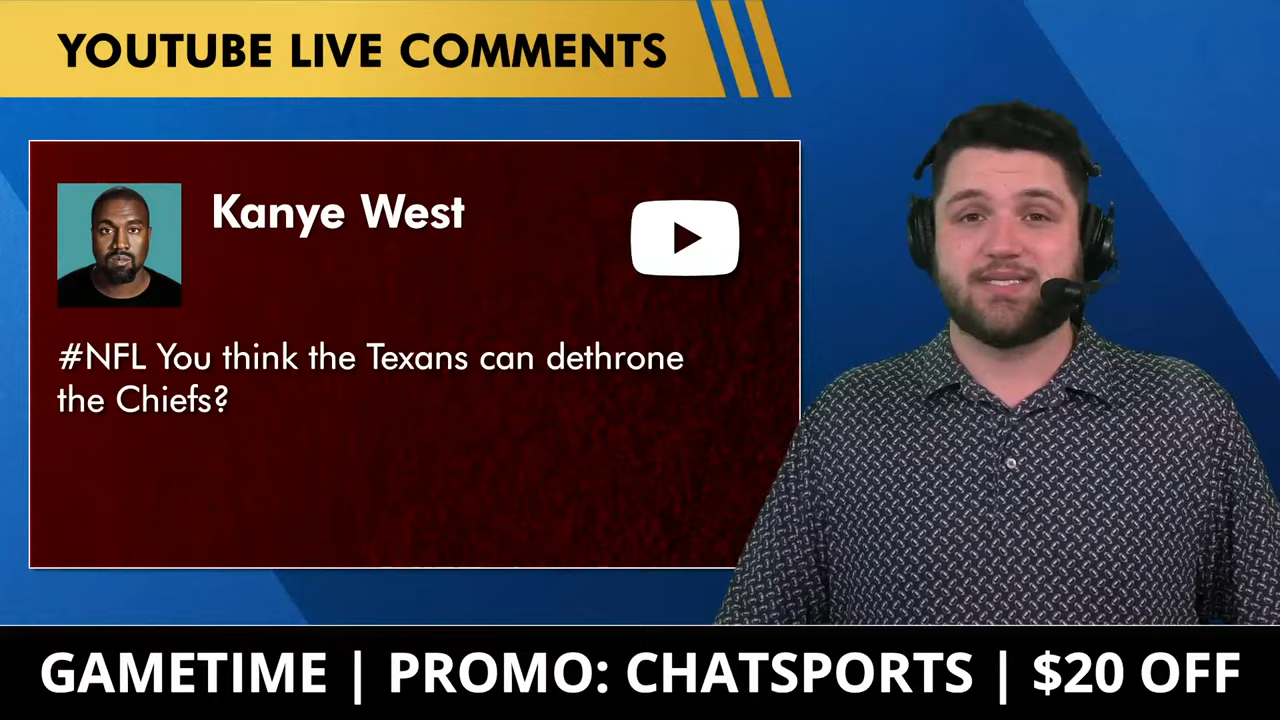 YOUTUBE LIVE COMMENTS
Kanye West
#NFL You think the Texans can dethrone
the Chiefs?
GAMETIME | PROMO: CHATSPORTS | $20 OFF